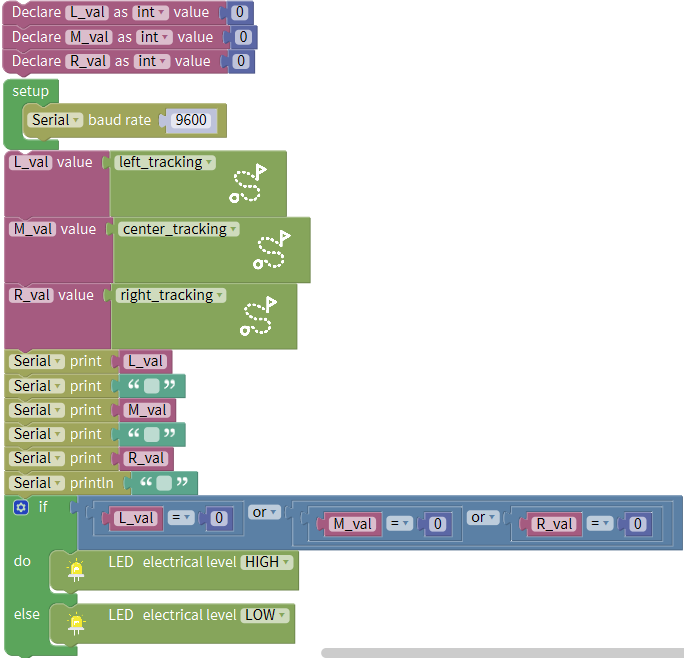 Declare L_val as int value 0
Declare M_val as int value 0
Declare R_val as int value 0
setup
Serial baud rate 9600
L_val value left_tracking
M_val value center_tracking
R_val value right_tracking
Serial print L_val
Serial print “ ”
Serial print M_val
Serial print “ ”
Serial print R_val
Serial println “ ”
if L_val = 0 or M_val = 0 or R_val = 0
do LED electrical level HIGH
else LED electrical level LOW